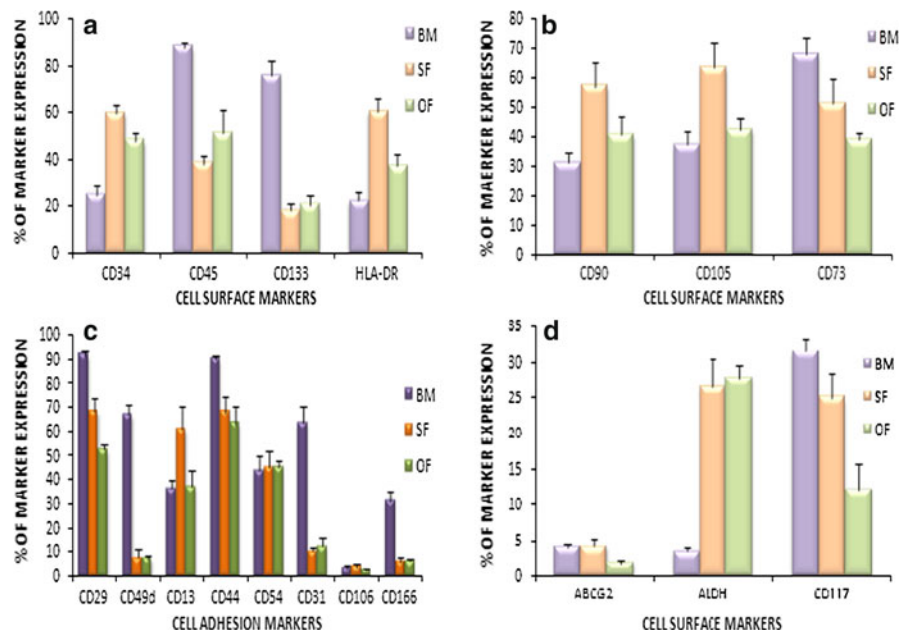 a
% OF MARKER EXPRESSION
100
80
60
40
20
0
CD34 CD45 CD133 HLA-DR
CELL SURFACE MARKERS
BM
SF
OF
b
% OF MAERKER EXPRESSION
80
70
60
50
40
30
20
10
0
CD90 CD105 CD73
CELL SURFACE MARKERS
BM
SF
OF
c
% OF MARKER EXPRESSION
100
90
80
70
60
50
40
30
20
10
0
CD29 CD49d CD13 CD44 CD54 CD31 CD106 CD166
CELL ADHESION MARKERS
BM
SF
OF
d
% OF MARKER EXPRESSION
35
30
25
20
15
10
5
0
ABCG2 ALDH CD117
CELL SURFACE MARKERS
BM
SF
OF